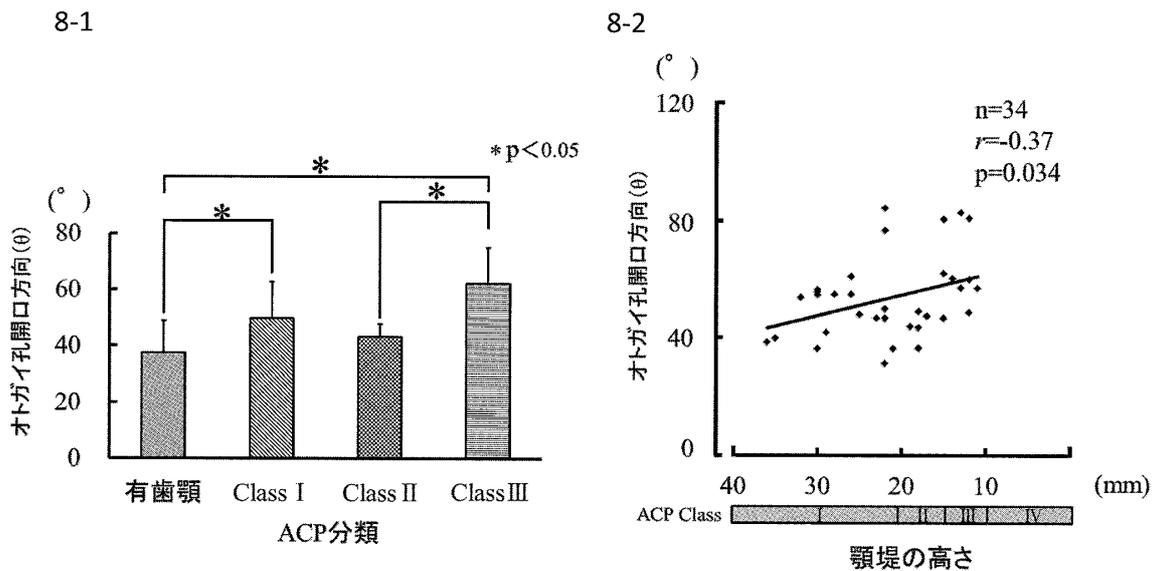 8-1
＊p＜0.05
＊
＊
＊
(°)
オトガイ孔開口方向(θ)
80
60
40
20
0
有歯顎 Class Ⅰ Class Ⅱ Class Ⅲ
ACP分類
8-2
(°)
オトガイ孔開口方向(θ)
120
80
40
0
n=34
r=-0.37
p=0.034
40 30 20 10 (mm)
ACP Class Ⅱ Ⅲ Ⅳ
顎堤の高さ